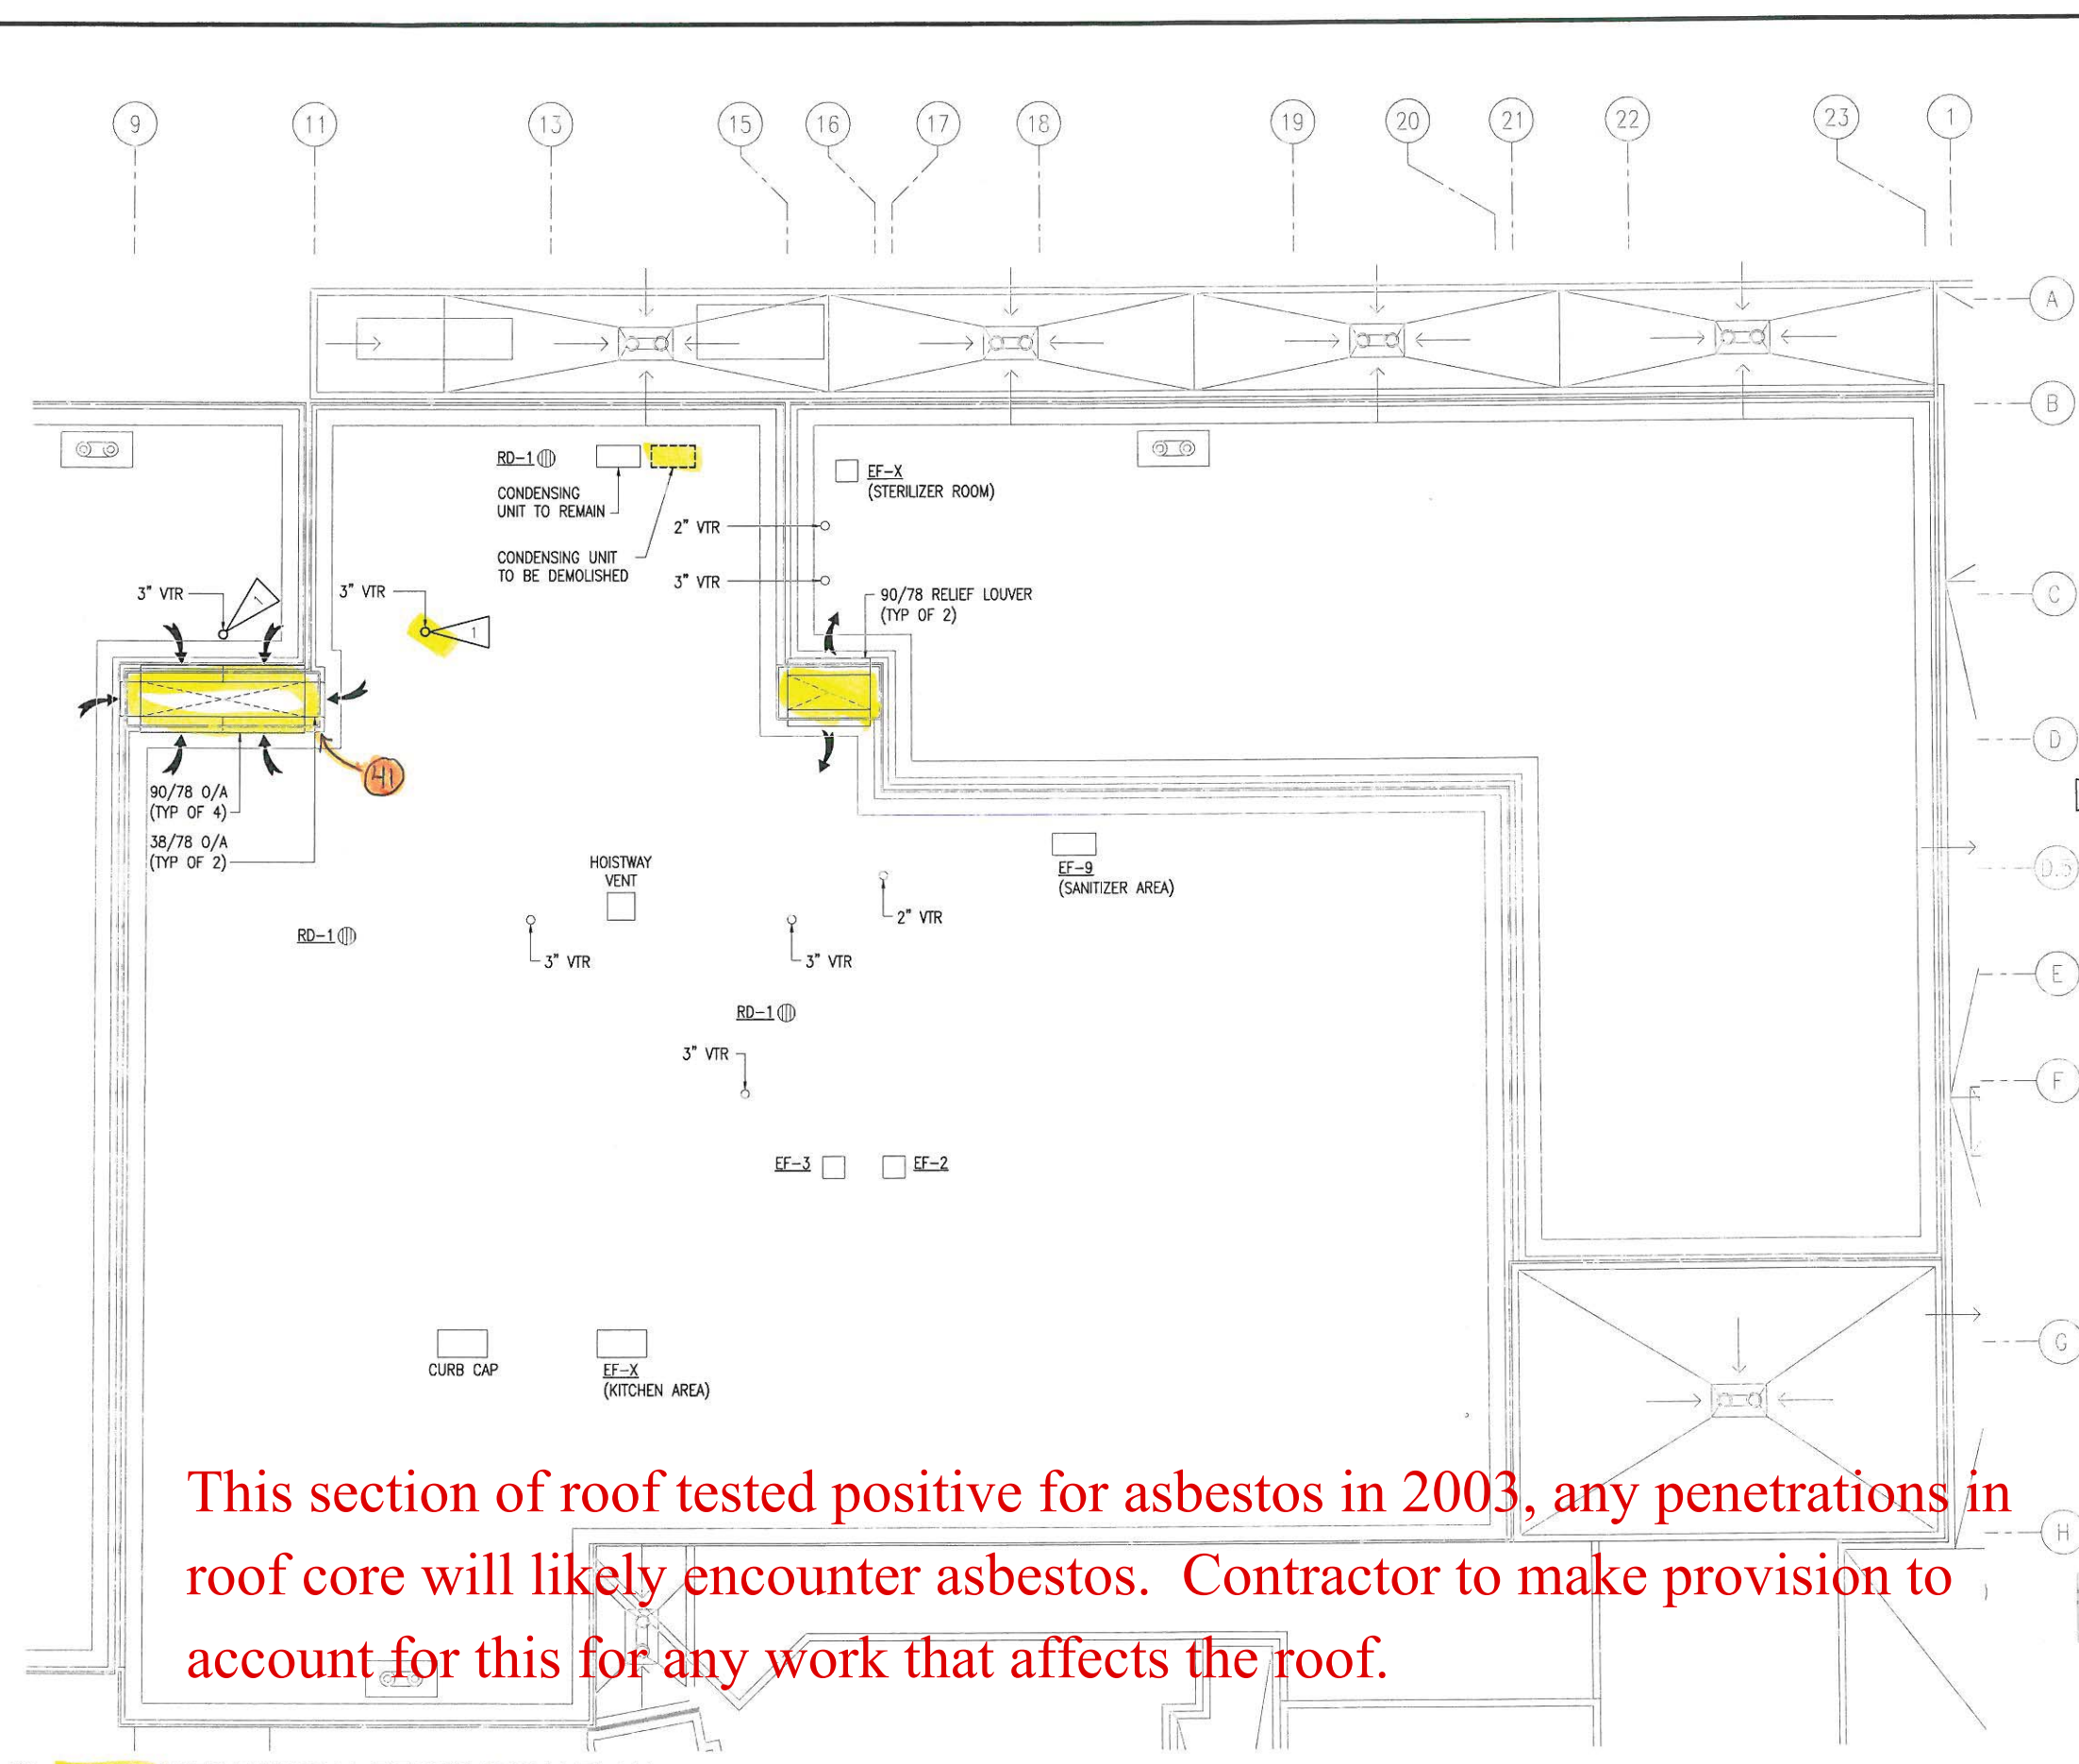 9 11 13 15 16 17 18 19 20 21 22 23 1
A
B
RD-1
CONDENSING
UNIT TO REMAIN
CONDENSING UNIT
TO BE DEMOLISHED
EF-X
(STERILIZER ROOM)
2" VTR
3" VTR
90/78 RELIEF LOUVER
(TYP OF 2)
3" VTR
1
3" VTR
1
C
D
41
90/78 O/A
(TYP OF 4)
38/78 O/A
(TYP OF 2)
HOISTWAY
VENT
EF-9
(SANITIZER AREA)
D.5
2" VTR
RD-1
3" VTR
3" VTR
E
RD-1
3" VTR
F
EF-3
EF-2
CURB CAP
EF-X
(KITCHEN AREA)
G
This section of roof tested positive for asbestos in 2003, any penetrations in
H
roof core will likely encounter asbestos. Contractor to make provision to
account for this for any work that affects the roof.